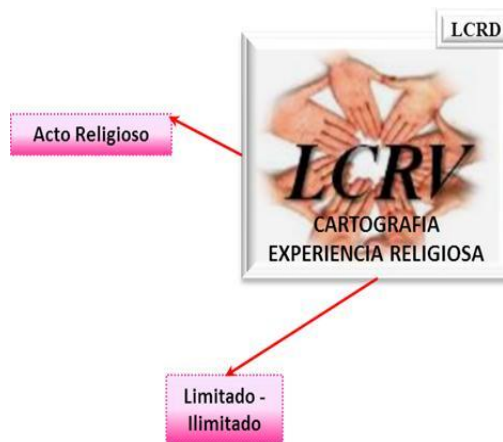 LCRD
Acto Religioso
LCRV
CARTOGRAFIA
EXPERIENCIA RELIGIOSA
Limitado -
Ilimitado